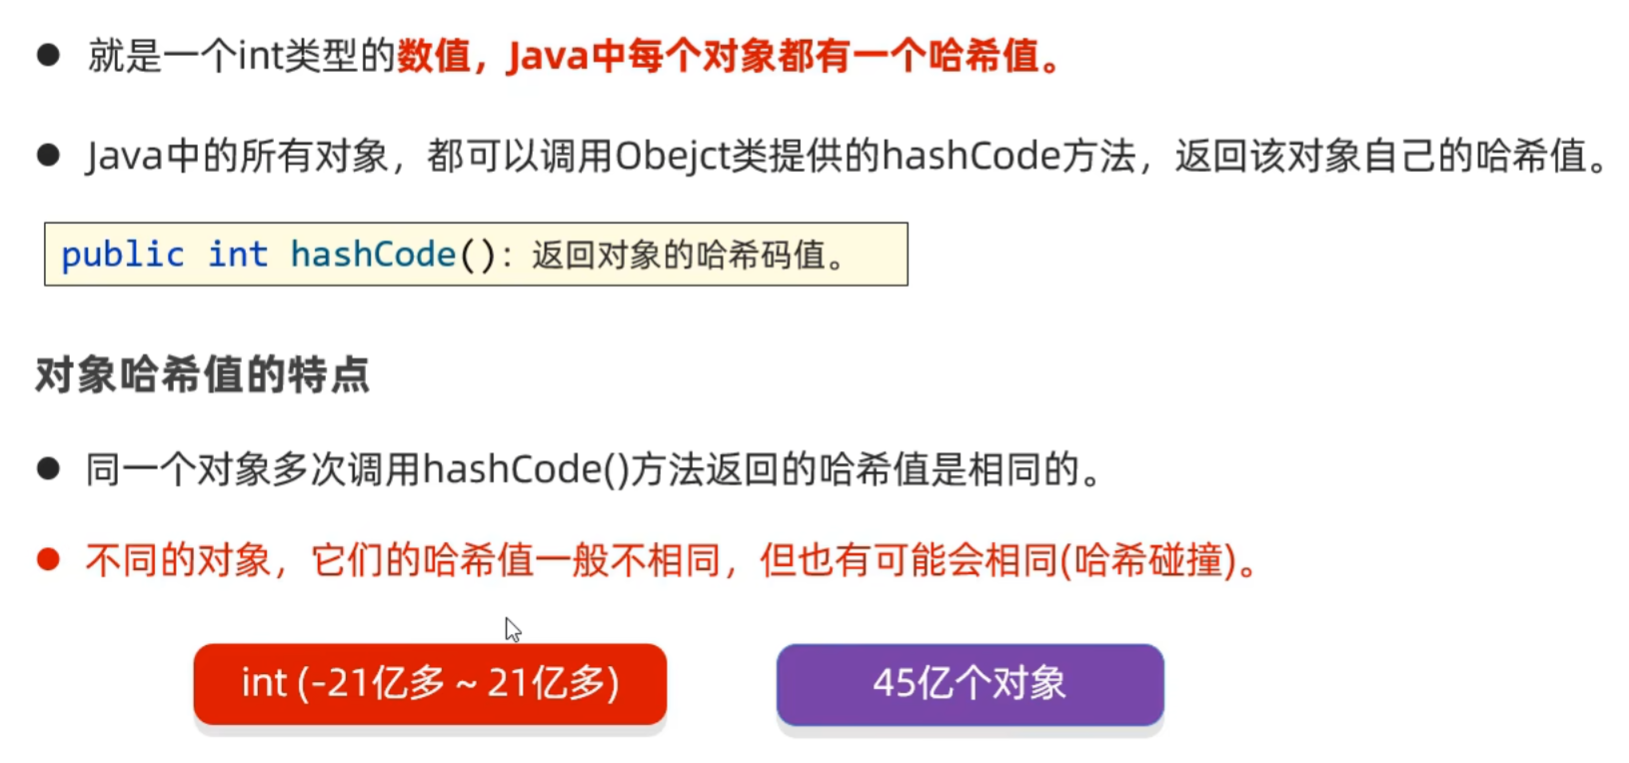 就是一个int类型的数值，Java中每个对象都有一个哈希值。
Java中的所有对象，都可以调用Obejct类提供的hashCode方法，返回该对象自己的哈希值。
public int hashCode()：返回对象的哈希码值。
对象哈希值的特点
同一个对象多次调用hashCode()方法返回的哈希值是相同的。
不同的对象，它们的哈希值一般不相同，但也有可能会相同(哈希碰撞)。
int (-21亿多 ~ 21亿多)
45亿个对象